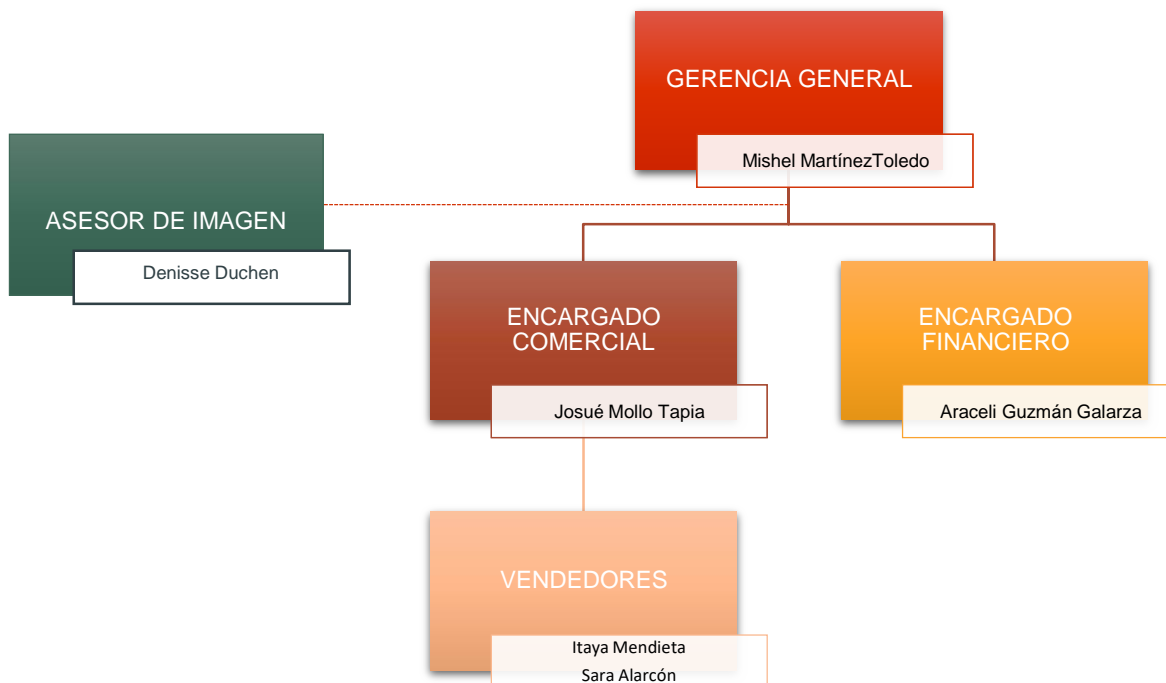 GERENCIA GENERAL
Mishel MartínezToledo
ASESOR DE IMAGEN
Denisse Duchen
ENCARGADO
COMERCIAL
Josué Mollo Tapia
ENCARGADO
FINANCIERO
Araceli Guzmán Galarza
VENDEDORES
Itaya Mendieta
Sara Alarcón